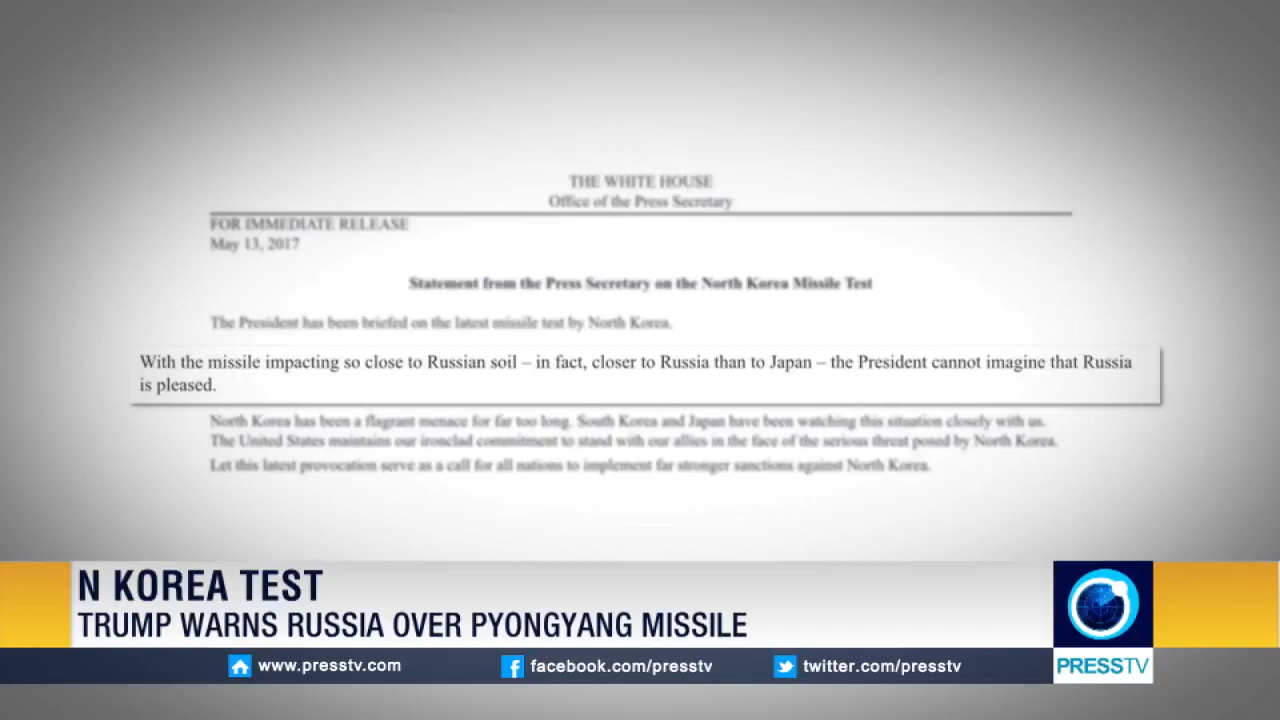 THE WHITE HOUSE
Office of the Press Secretary
FOR IMMEDIATE RELEASE
May 13, 2017
Statement from the Press Secretary on the North Korea Missile Test
The President has been briefed on the latest missile test by North Korea.
With the missile impacting so close to Russian soil – in fact, closer to Russia than to Japan – the President cannot imagine that Russia
is pleased.
North Korea has been a flagrant menace for far too long. South Korea and Japan have been watching this situation closely with us.
The United States maintains our ironclad commitment to stand with our allies in the face of the serious threat posed by North Korea.
Let this latest provocation serve as a call for all nations to implement far stronger sanctions against North Korea.
N KOREA TEST
TRUMP WARNS RUSSIA OVER PYONGYANG MISSILE
www.presstv.com
facebook.com/presstv
twitter.com/presstv
PRESSTV